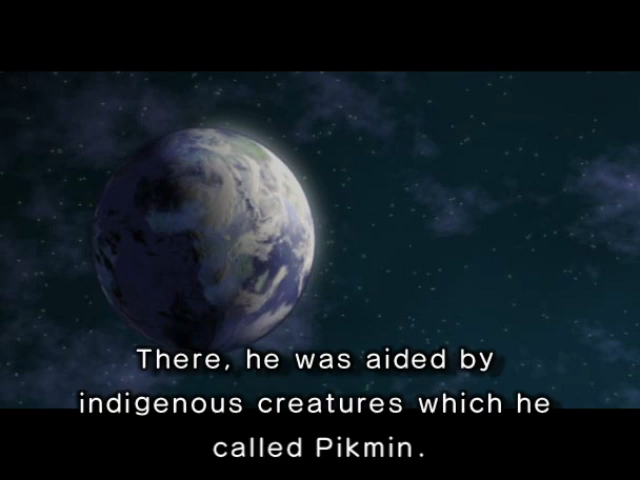 There, he was aided by
indigenous creatures which he
called Pikmin.